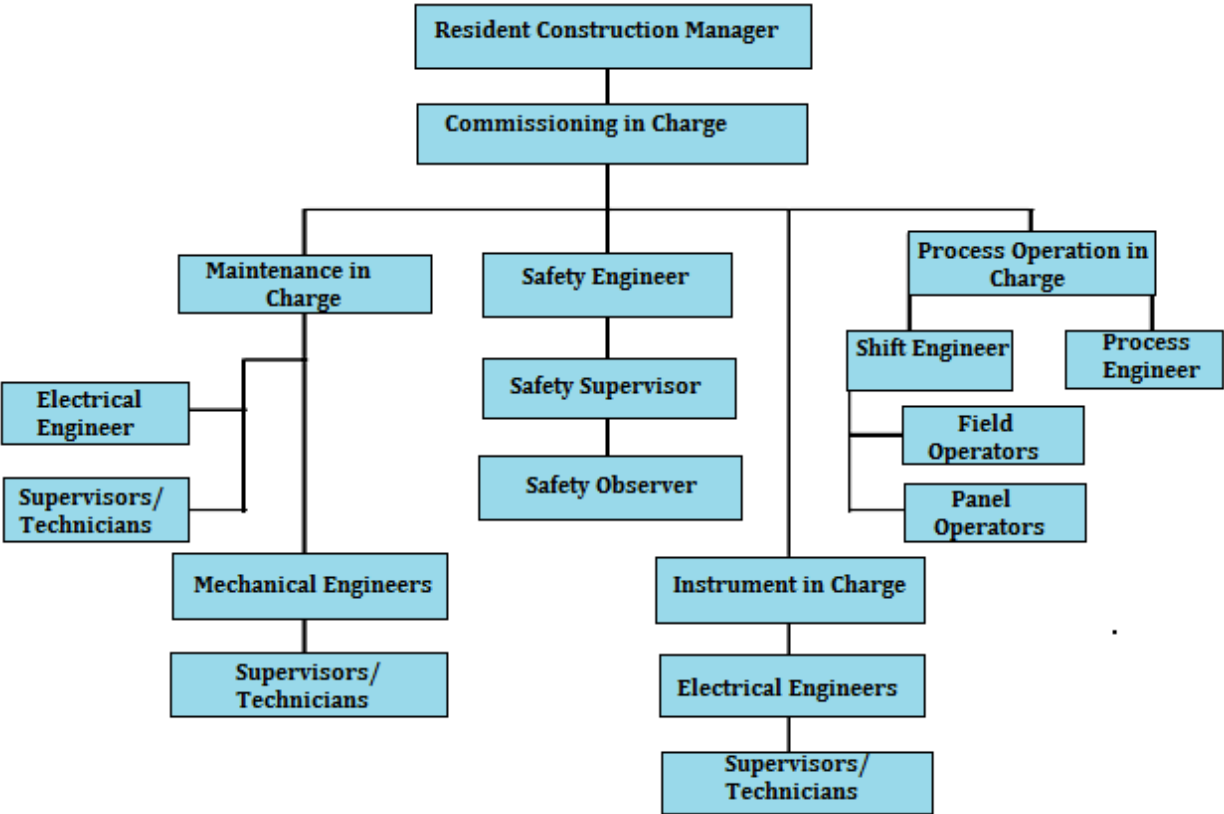 Resident Construction Manager
Commissioning in Charge
Maintenance in
Charge
Safety Engineer
Process Operation in
Charge
Shift Engineer
Process
Engineer
Electrical
Engineer
Safety Supervisor
Field
Operators
Supervisors/
Technicians
Safety Observer
Panel
Operators
Mechanical Engineers
Instrument in Charge
Supervisors/
Technicians
Electrical Engineers
Supervisors/
Technicians